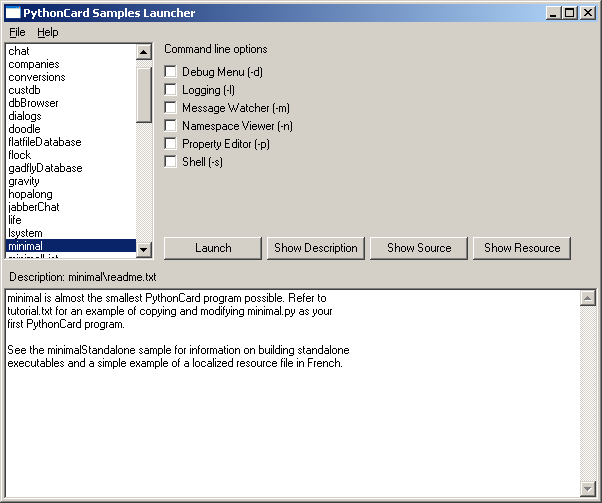 PythonCard Samples Launcher
File Help
chat
companies
conversions
custdb
dbBrowser
dialogs
doodle
flatfileDatabase
flock
gadflyDatabase
gravity
hopalong
jabberChat
life
lsystem
minimal
minimalList
Command line options
Debug Menu (-d)
Logging (-l)
Message Watcher (-m)
Namespace Viewer (-n)
Property Editor (-p)
Shell (-s)
Launch Show Description Show Source Show Resource
Description: minimal\readme.txt
minimal is almost the smallest PythonCard program possible. Refer to
tutorial.txt for an example of copying and modifying minimal.py as your
first PythonCard program.
See the minimalStandalone sample for information on building standalone
executables and a simple example of a localized resource file in French.